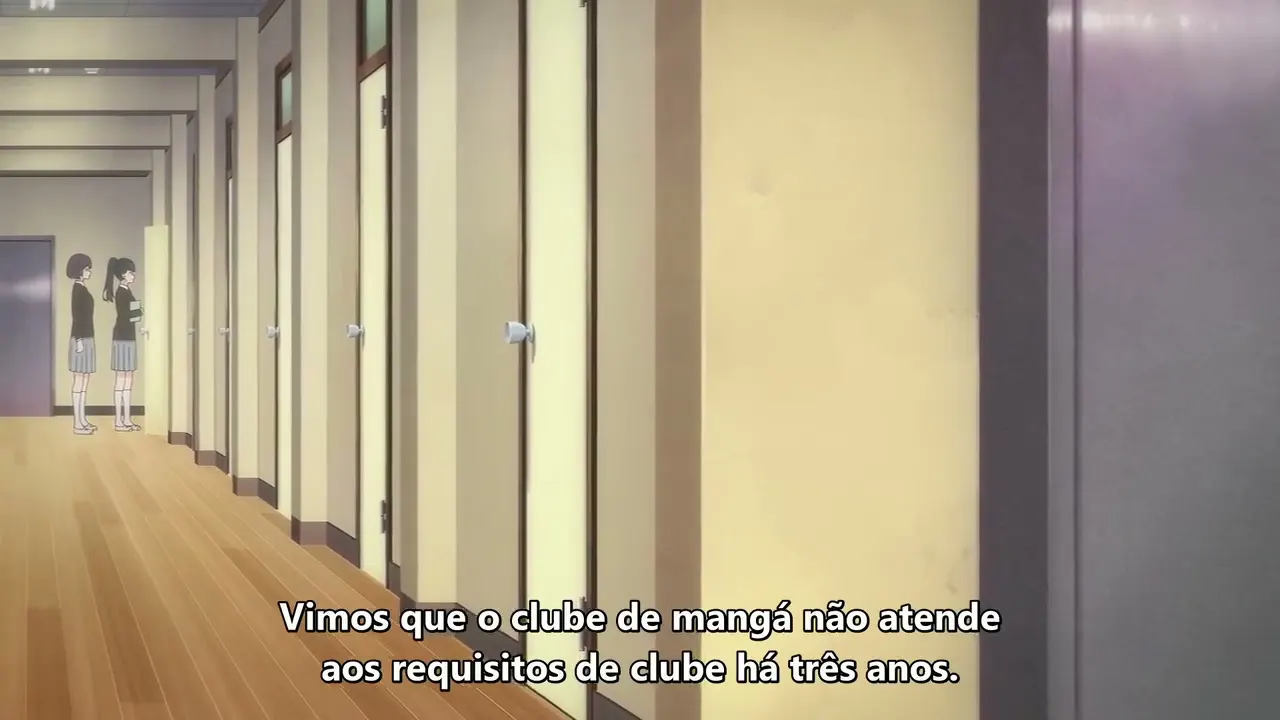 Vimos que o clube de mangá não atende
aos requisitos de clube há três anos.